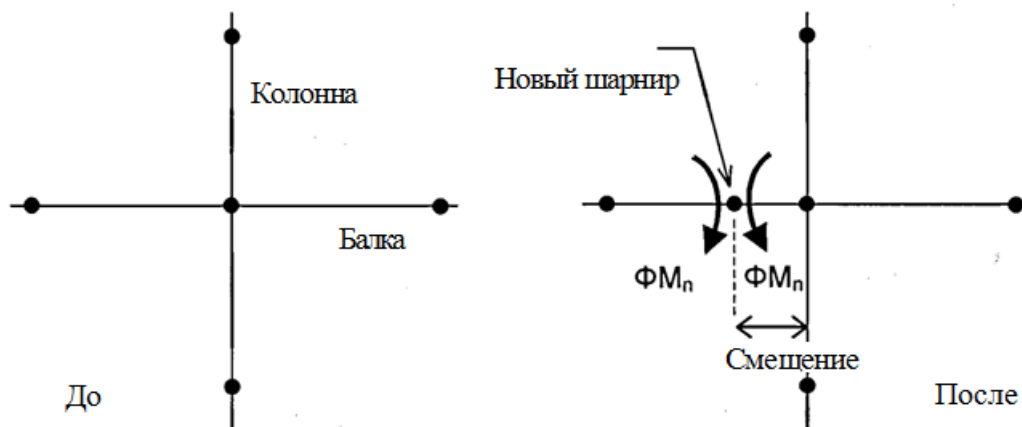 Колонна
Балка
До
Новый шарнир
ΦMn ΦMn
Смещение
После